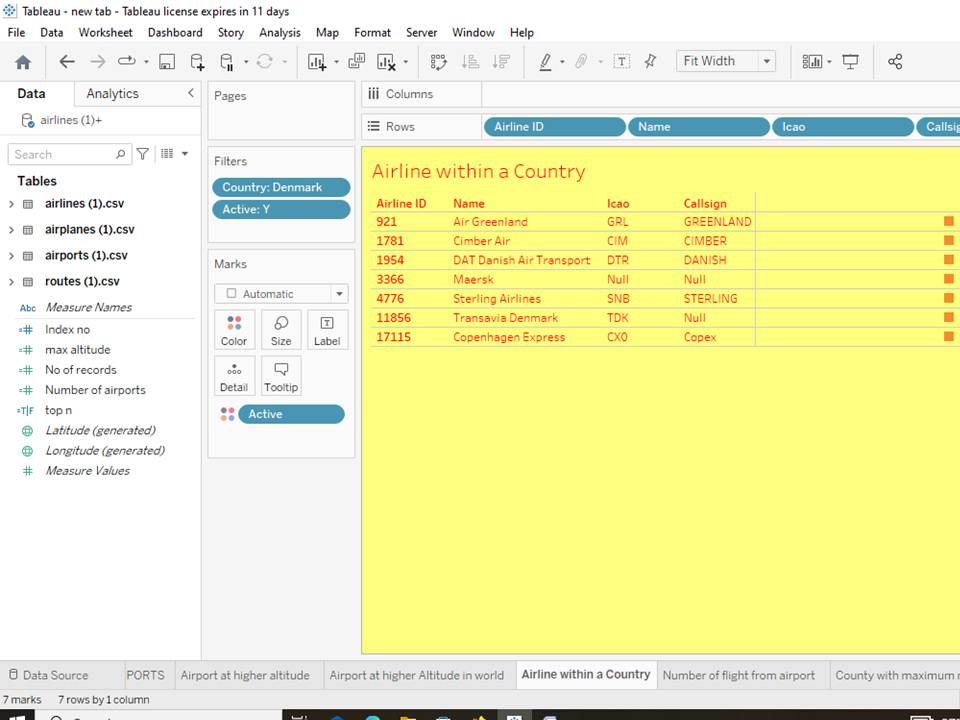 Tableau - new tab - Tableau license expires in 11 days
File Data Worksheet Dashboard Story Analysis Map Format Server Window Help
Fit Width
Data Analytics
airlines (1)+
Search
Tables
airlines (1).csv
airplanes (1).csv
airports (1).csv
routes (1).csv
Abc Measure Names
=# Index no
=# max altitude
=# No of records
=# Number of airports
=T|F top n
Latitude (generated)
Longitude (generated)
# Measure Values
Pages
Filters
Country: Denmark
Active: Y
Marks
Automatic
Color Size Label
Detail Tooltip
Active
Columns
Rows Airline ID Name Icao Callsig
Airline within a Country
Airline ID Name Icao Callsign
921 Air Greenland GRL GREENLAND
1781 Cimber Air CIM CIMBER
1954 DAT Danish Air Transport DTR DANISH
3366 Maersk Null Null
4776 Sterling Airlines SNB STERLING
11856 Transavia Denmark TDK Null
17115 Copenhagen Express CX0 Copex
Data Source PORTS Airport at higher altitude Airport at higher Altitude in world Airline within a Country Number of flight from airport County with maximum
7 marks 7 rows by 1 column